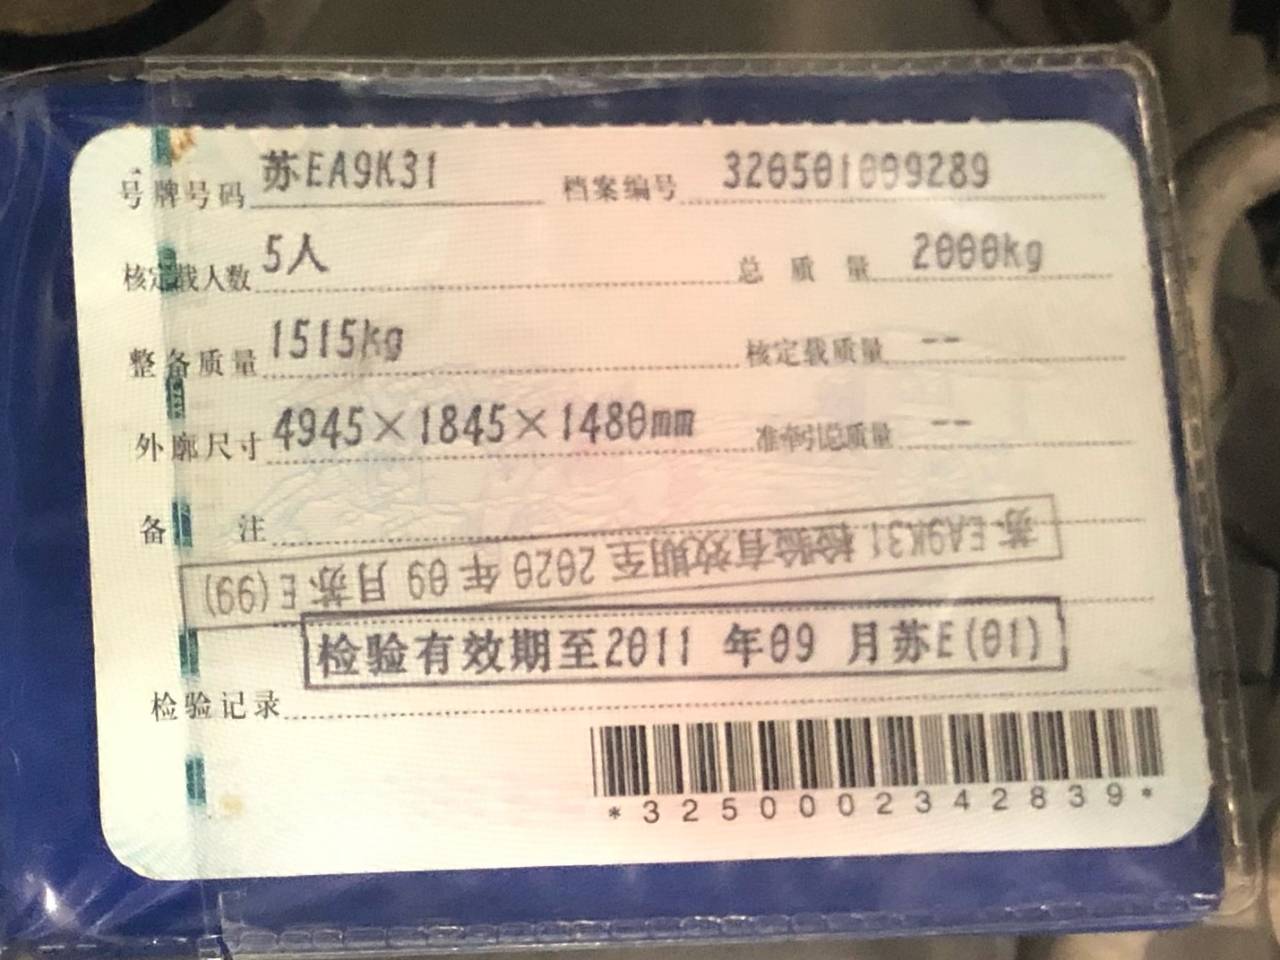 号牌号码 苏EA9K31 档案编号 320501009289
核定载人数 5人 总质量 2000kg
整备质量 1515kg 核定载质量 --
外廓尺寸 4945×1845×1480mm 准牵引总质量 --
备注
苏EA9K31检验有效期至2020年09月苏E(99)
检验有效期至2011 年09 月苏E(01)
检验记录
*3250002342839*